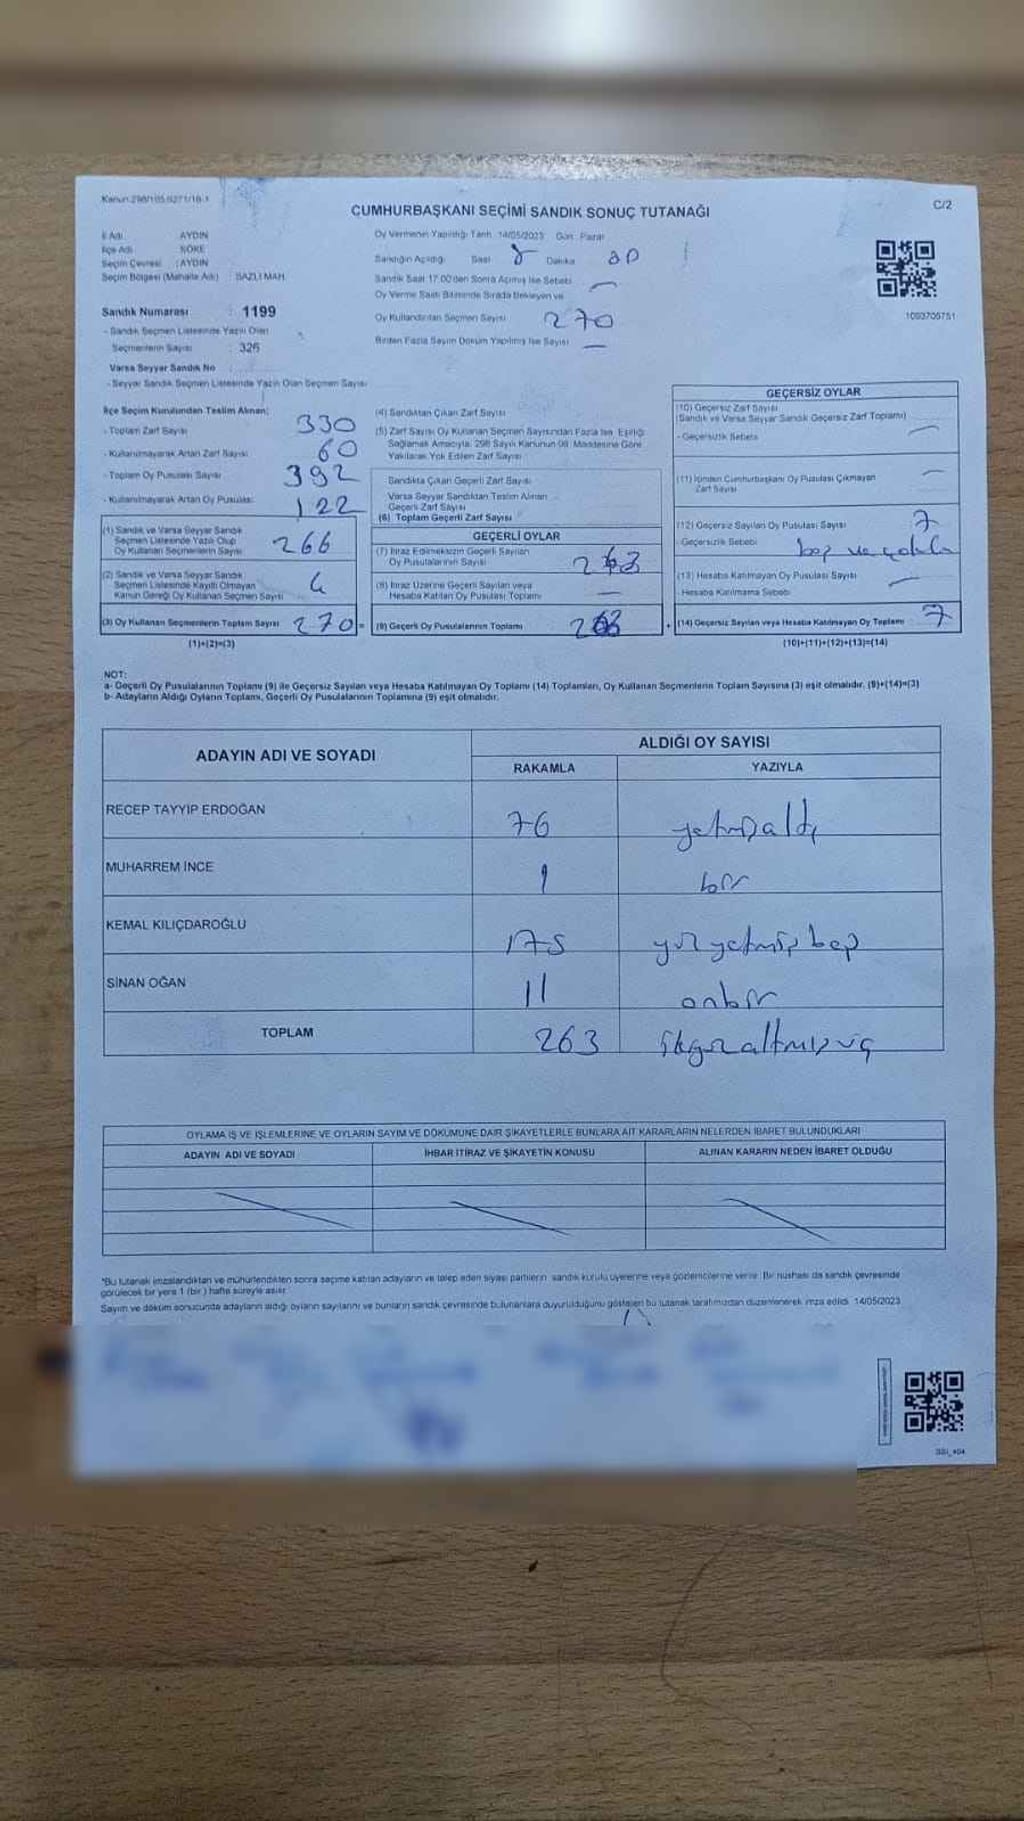 Kanun:298/105,6271/18-1
CUMHURBAŞKANI SEÇİMİ SANDIK SONUÇ TUTANAĞI
C/2
İl Adı : AYDIN
İlçe Adı : SÖKE
Seçim Çevresi : AYDIN
Seçim Bölgesi (Mahalle Adı) : SAZLI MAH.
Sandık Numarası : 1199
- Sandık Seçmen Listesinde Yazılı Olan
Seçmenlerin Sayısı : 326
Varsa Seyyar Sandık No
- Seyyar Sandık Seçmen Listesinde Yazılı Olan Seçmen Sayısı
Oy Vermenin Yapıldığı Tarih :14/05/2023 Gün : Pazar
Sandığın Açıldığı Saat 8 Dakika 00
Sandık Saat 17:00'den Sonra Açılmış İse Sebebi —
Oy Verme Saati Bitiminde Sırada Bekleyen ve
Oy Kullandırılan Seçmen Sayısı 270
Birden Fazla Sayım Döküm Yapılmış İse Sayısı —
1093705751
İlçe Seçim Kurulundan Teslim Alınan;
- Toplam Zarf Sayısı 330
- Kullanılmayarak Artan Zarf Sayısı 60
- Toplam Oy Pusulası Sayısı 392
- Kullanılmayarak Artan Oy Pusulası: 122
(1) Sandık ve Varsa Seyyar Sandık
Seçmen Listesinde Yazılı Olup
Oy Kullanan Seçmenlerin Sayısı 266
(2) Sandık ve Varsa Seyyar Sandık
Seçmen Listesinde Kayıtlı Olmayan
Kanun Gereği Oy Kullanan Seçmen Sayısı 4
(3) Oy Kullanan Seçmenlerin Toplam Sayısı 270 =
(1)+(2)=(3)
(4) Sandıktan Çıkan Zarf Sayısı
(5) Zarf Sayısı Oy Kullanan Seçmen Sayısından Fazla İse, Eşitliği
Sağlamak Amacıyla, 298 Sayılı Kanunun 98. Maddesine Göre
Yakılarak Yok Edilen Zarf Sayısı
Sandıkta Çıkan Geçerli Zarf Sayısı
Varsa Seyyar Sandıktan Teslim Alınan
Geçerli Zarf Sayısı
(6) Toplam Geçerli Zarf Sayısı
GEÇERLİ OYLAR
(7) İtiraz Edilmeksizin Geçerli Sayılan
Oy Pusulalarının Sayısı 263
(8) İtiraz Üzerine Geçerli Sayılan veya
Hesaba Katılan Oy Pusulası Toplamı —
(9) Geçerli Oy Pusulalarının Toplamı 263 +
GEÇERSİZ OYLAR
(10) Geçersiz Zarf Sayısı
(Sandık ve Varsa Seyyar Sandık Geçersiz Zarf Toplamı) —
- Geçersizlik Sebebi
(11) İçinden Cumhurbaşkanı Oy Pusulası Çıkmayan
Zarf Sayısı —
(12) Geçersiz Sayılan Oy Pusulası Sayısı 7
- Geçersizlik Sebebi boş ve
(13) Hesaba Katılmayan Oy Pusulası Sayısı —
- Hesaba Katılmama Sebebi
(14) Geçersiz Sayılan veya Hesaba Katılmayan Oy Toplamı 7
(10)+(11)+(12)+(13)=(14)
NOT:
a- Geçerli Oy Pusulalarının Toplamı (9) ile Geçersiz Sayılan veya Hesaba Katılmayan Oy Toplamı (14) Toplamları, Oy Kullanan Seçmenlerin Toplam Sayısına (3) eşit olmalıdır. (9)+(14)=(3)
b- Adayların Aldığı Oyların Toplamı, Geçerli Oy Pusulalarının Toplamına (9) eşit olmalıdır.
ADAYIN ADI VE SOYADI
ALDIĞI OY SAYISI
RAKAMLA YAZIYLA
RECEP TAYYİP ERDOĞAN 76 yetmişaltı
MUHARREM İNCE 1 bir
KEMAL KILIÇDAROĞLU 175 yüz yetmiş beş
SİNAN OĞAN 11 onbir
TOPLAM 263 ikiyüz altmış üç
OYLAMA İŞ VE İŞLEMLERİNE VE OYLARIN SAYIM VE DÖKÜMÜNE DAİR ŞİKAYETLERLE BUNLARA AİT KARARLARIN NELERDEN İBARET BULUNDUKLARI
ADAYIN ADI VE SOYADI İHBAR İTİRAZ VE ŞİKAYETİN KONUSU ALINAN KARARIN NEDEN İBARET OLDUĞU
*Bu tutanak imzalandıktan ve mühürlendikten sonra seçime katılan adayların ve talep eden siyasi partilerin sandık kurulu üyelerine veya gözlemcilerine verilir. Bir nüshası da sandık çevresinde
görülecek bir yere 1 (bir) hafta süreyle asılır.
Sayım ve döküm sonucunda adayların aldığı oyların sayılarını ve bunların sandık çevresinde bulunanlara duyurulduğunu gösteren bu tutanak tarafımızdan düzenlenerek imza edildi. 14/05/2023